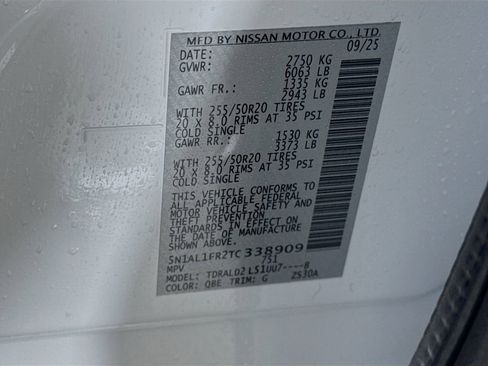 MFD BY NISSAN MOTOR CO., LTD.
DATE: 09/25
GVWR: 2750 KG
6063 LB
GAWR FR.: 1335 KG
2943 LB
WITH 255/50R20 TIRES
20 X 8.0 RIMS AT 35 PSI
COLD SINGLE
GAWR RR.: 1530 KG
3373 LB
WITH 255/50R20 TIRES
20 X 8.0 RIMS AT 35 PSI
COLD SINGLE
THIS VEHICLE CONFORMS TO
ALL APPLICABLE FEDERAL
MOTOR VEHICLE SAFETY AND
THEFT PREVENTION
STANDARDS IN EFFECT ON
THE DATE OF MANUFACTURE
SHOWN ABOVE.
5N1AL1FR2TC338909
MPV /51
MODEL: TDRALD2 L51UU7----B
COLOR: QBE TRIM: G ZS30A